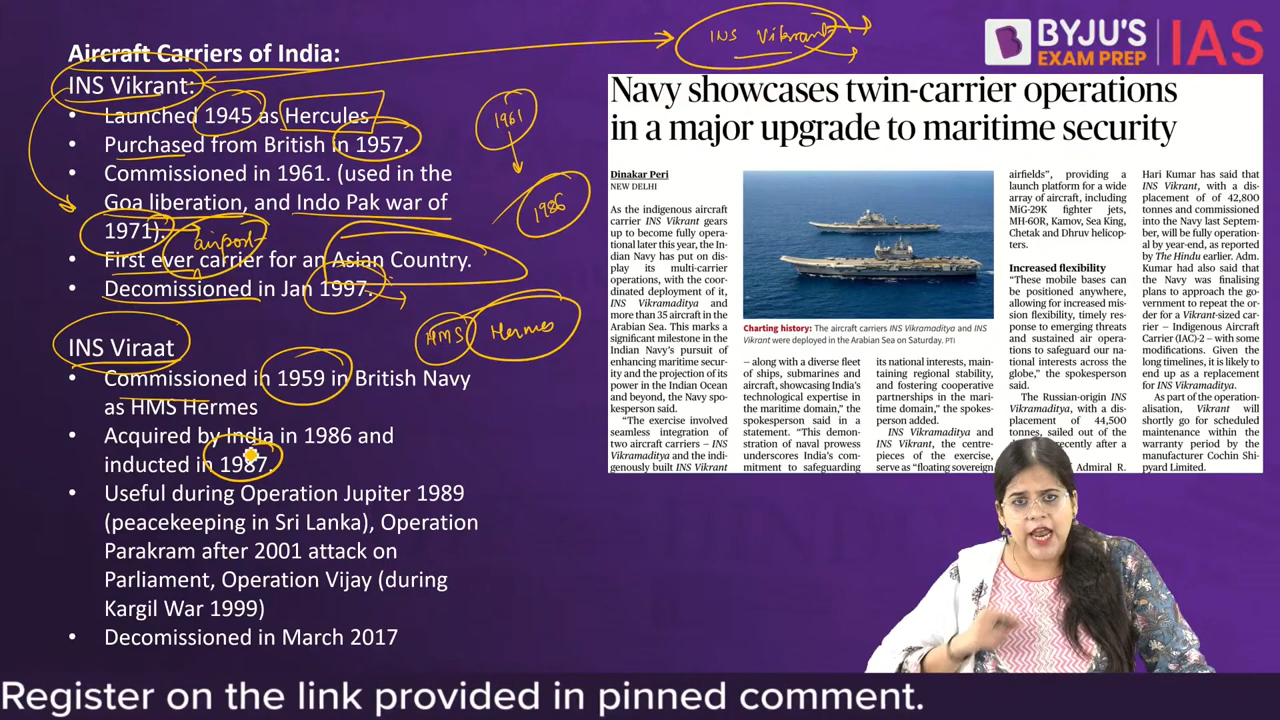 Aircraft Carriers of India:
INS Vikrant:
• Launched 1945 as Hercules
• Purchased from British in 1957.
• Commissioned in 1961. (used in the
Goa liberation, and Indo Pak war of
1971).
• First ever carrier for an Asian Country.
• Decomissioned in Jan 1997.
INS Viraat
• Commissioned in 1959 in British Navy
as HMS Hermes
• Acquired by India in 1986 and
inducted in 1987.
• Useful during Operation Jupiter 1989
(peacekeeping in Sri Lanka), Operation
Parakram after 2001 attack on
Parliament, Operation Vijay (during
Kargil War 1999)
• Decomissioned in March 2017
INS Vikrant
1961
1986
airport
HMS Hermes
BYJU'S
EXAM PREP
IAS
Navy showcases twin-carrier operations
in a major upgrade to maritime security
Dinakar Peri
NEW DELHI
As the indigenous aircraft
carrier INS Vikrant gears
up to become fully opera-
tional later this year, the In-
dian Navy has put on dis-
play its multi-carrier
operations, with the coor-
dinated deployment of it,
INS Vikramaditya and
more than 35 aircraft in the
Arabian Sea. This marks a
significant milestone in the
Indian Navy's pursuit of
enhancing maritime secur-
ity and the projection of its
power in the Indian Ocean
and beyond, the Navy spo-
kesperson said.
"The exercise involved
seamless integration of
two aircraft carriers – INS
Vikramaditya and the indi-
genously built INS Vikrant
Charting history: The aircraft carriers INS Vikramaditya and INS
Vikrant were deployed in the Arabian Sea on Saturday. PTI
– along with a diverse fleet
of ships, submarines and
aircraft, showcasing India's
technological expertise in
the maritime domain," the
spokesperson said in a
statement. "This demon-
stration of naval prowess
underscores India's com-
mitment to safeguarding
its national interests, main-
taining regional stability,
and fostering cooperative
partnerships in the mari-
time domain," the spokes-
person added.
INS Vikramaditya and
INS Vikrant, the centre-
pieces of the exercise,
serve as "floating sovereign
airfields", providing a
launch platform for a wide
array of aircraft, including
MiG-29K fighter jets,
MH-60R, Kamov, Sea King,
Chetak and Dhruv helicop-
ters.
Increased flexibility
"These mobile bases can
be positioned anywhere,
allowing for increased mis-
sion flexibility, timely res-
ponse to emerging threats
and sustained air opera-
tions to safeguard our na-
tional interests across the
globe," the spokesperson
said.
The Russian-origin INS
Vikramaditya, with a dis-
placement of 44,500
tonnes, sailed out of the
recently after a
Admiral R.
Hari Kumar has said that
INS Vikrant, with a dis-
placement of of 42,800
tonnes and commissioned
into the Navy last Septem-
ber, will be fully operation-
al by year-end, as reported
by The Hindu earlier. Adm.
Kumar had also said that
the Navy was finalising
plans to approach the go-
vernment to repeat the or-
der for a Vikrant-sized car-
rier – Indigenous Aircraft
Carrier (IAC)-2 – with some
modifications. Given the
long timelines, it is likely to
end up as a replacement
for INS Vikramaditya.
As part of the operation-
alisation, Vikrant will
shortly go for scheduled
maintenance within the
warranty period by the
manufacturer Cochin Shi-
pyard Limited.
Register on the link provided in pinned comment.